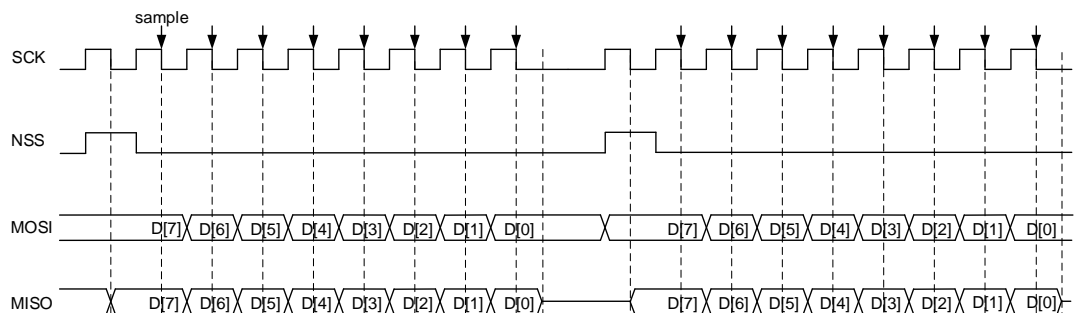 sample
SCK
NSS
MOSI D[7] D[6] D[5] D[4] D[3] D[2] D[1] D[0] D[7] D[6] D[5] D[4] D[3] D[2] D[1] D[0]
MISO D[7] D[6] D[5] D[4] D[3] D[2] D[1] D[0] D[7] D[6] D[5] D[4] D[3] D[2] D[1] D[0]